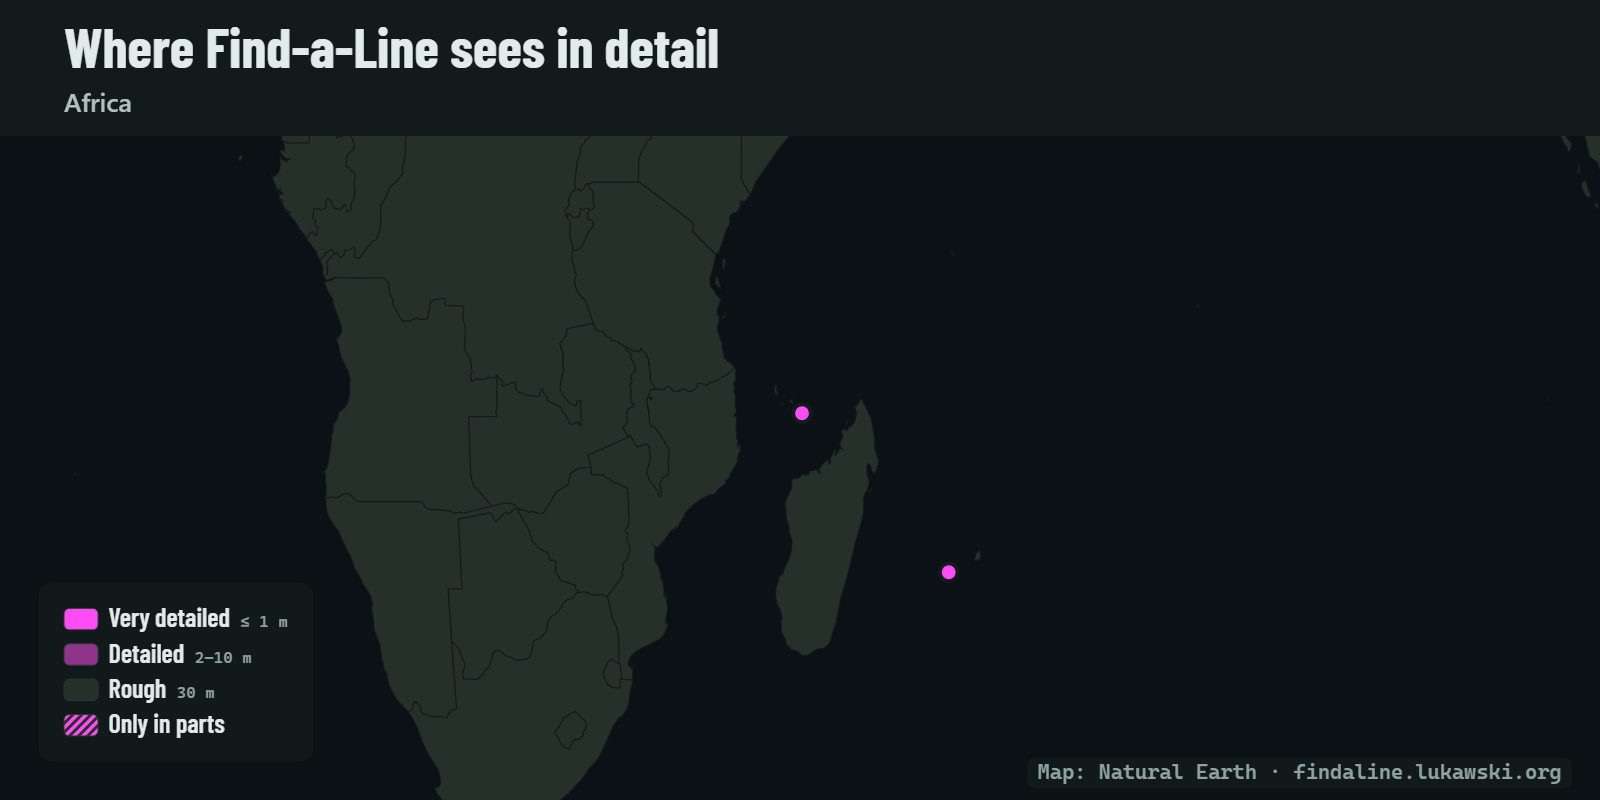 Where Find-a-Line sees in detail
Africa
Very detailed ≤ 1 m
Detailed 2–10 m
Rough 30 m
Only in parts
Map: Natural Earth · findaline.lukawski.org